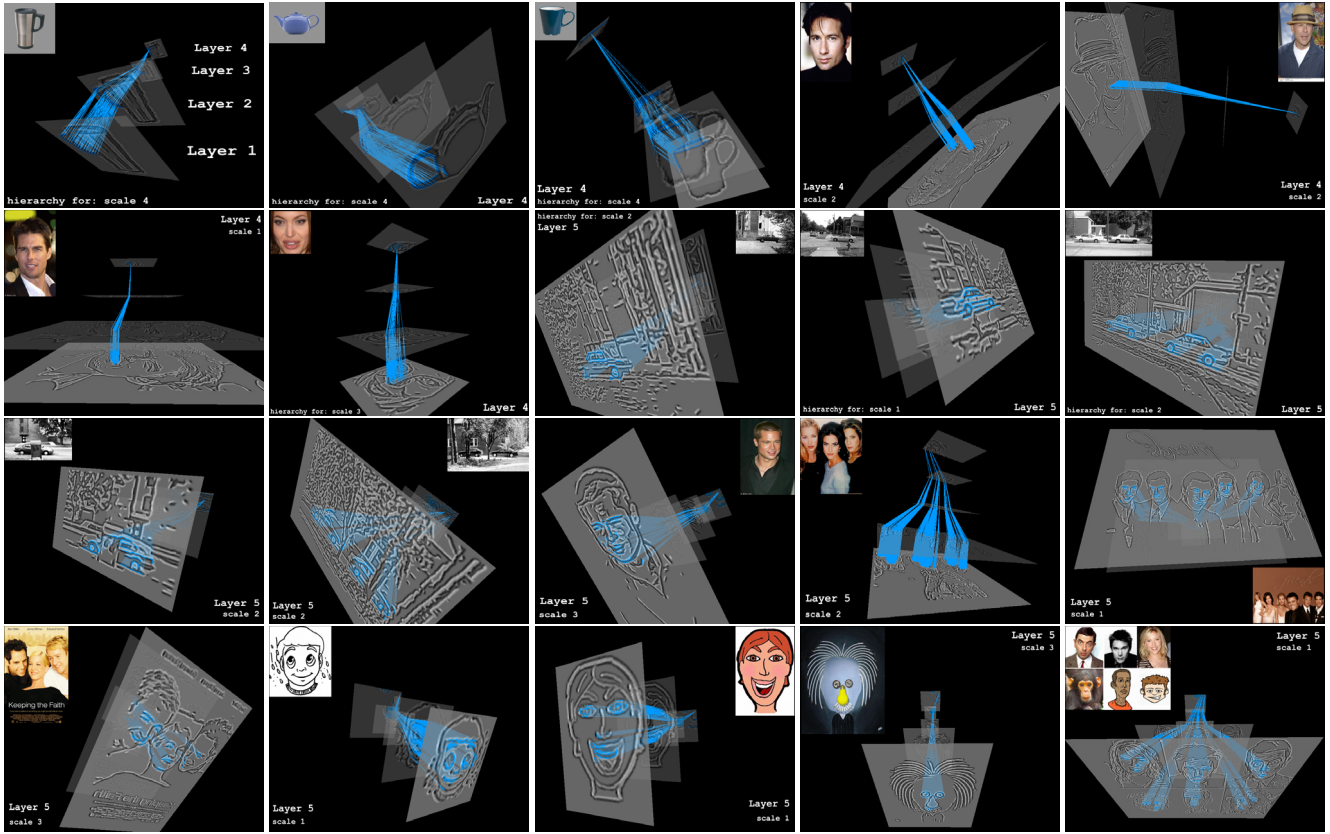 Layer 4
Layer 3
Layer 2
Layer 1
hierarchy for: scale 4
hierarchy for: scale 4
Layer 4
Layer 4
hierarchy for: scale 4
Layer 4
scale 2
Layer 4
scale 2
Layer 4
scale 1
hierarchy for: scale 3
Layer 4
hierarchy for: scale 2
Layer 5
hierarchy for: scale 1
Layer 5
hierarchy for: scale 2
Layer 5
Layer 5
scale 2
Layer 5
scale 2
Layer 5
scale 3
Layer 5
scale 2
Layer 5
scale 1
Keeping the Faith
Layer 5
scale 3
Layer 5
scale 1
Layer 5
scale 1
Layer 5
scale 3
Layer 5
scale 1